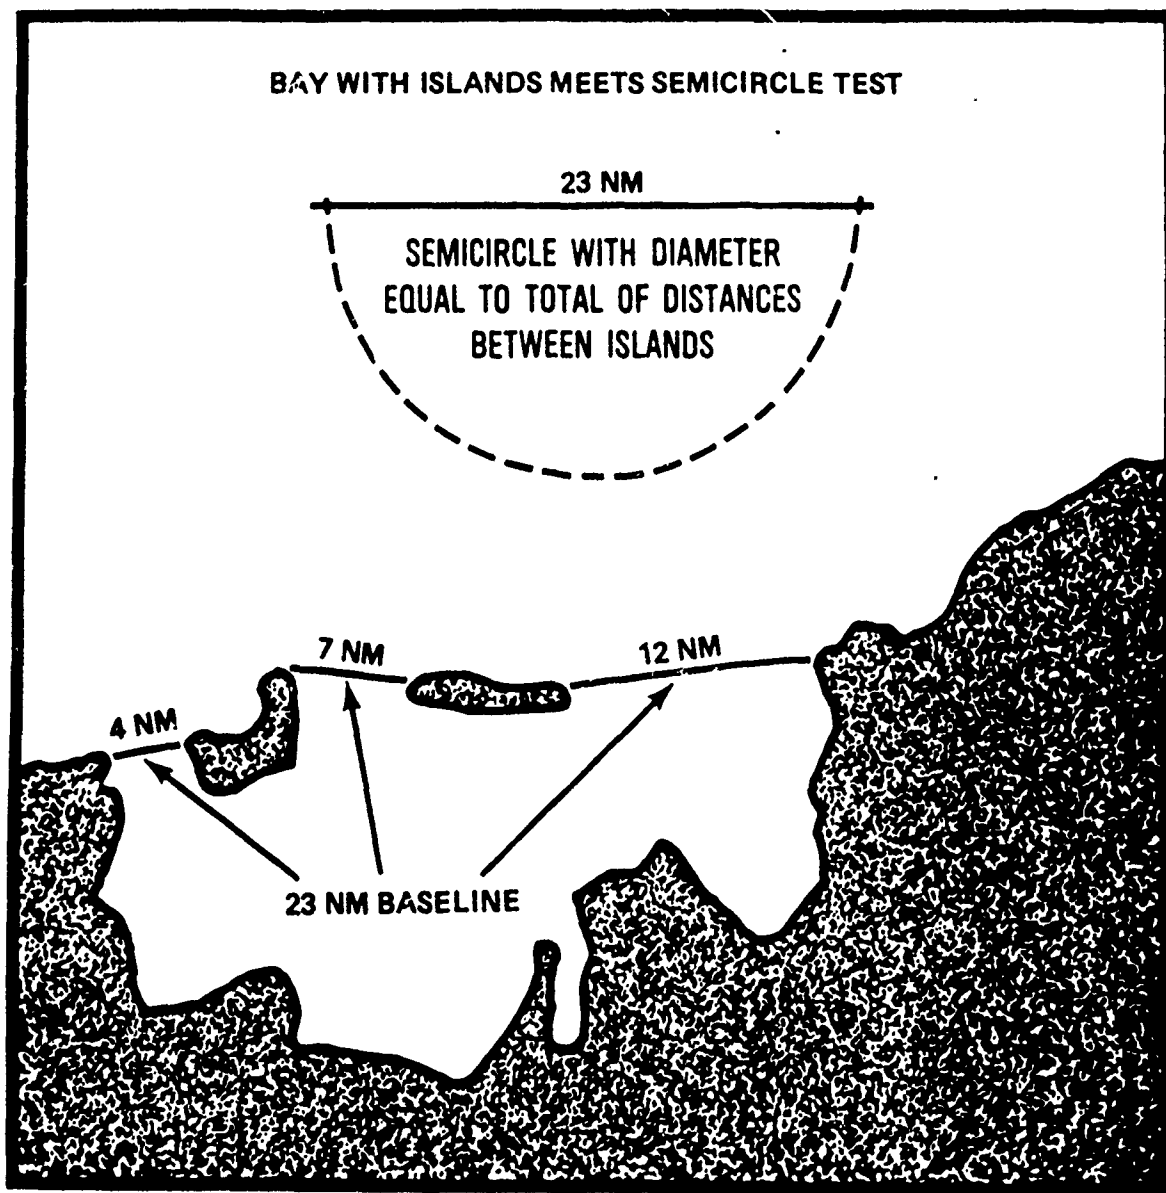 BAY WITH ISLANDS MEETS SEMICIRCLE TEST
23 NM
SEMICIRCLE WITH DIAMETER
EQUAL TO TOTAL OF DISTANCES
BETWEEN ISLANDS
7 NM
12 NM
4 NM
23 NM BASELINE